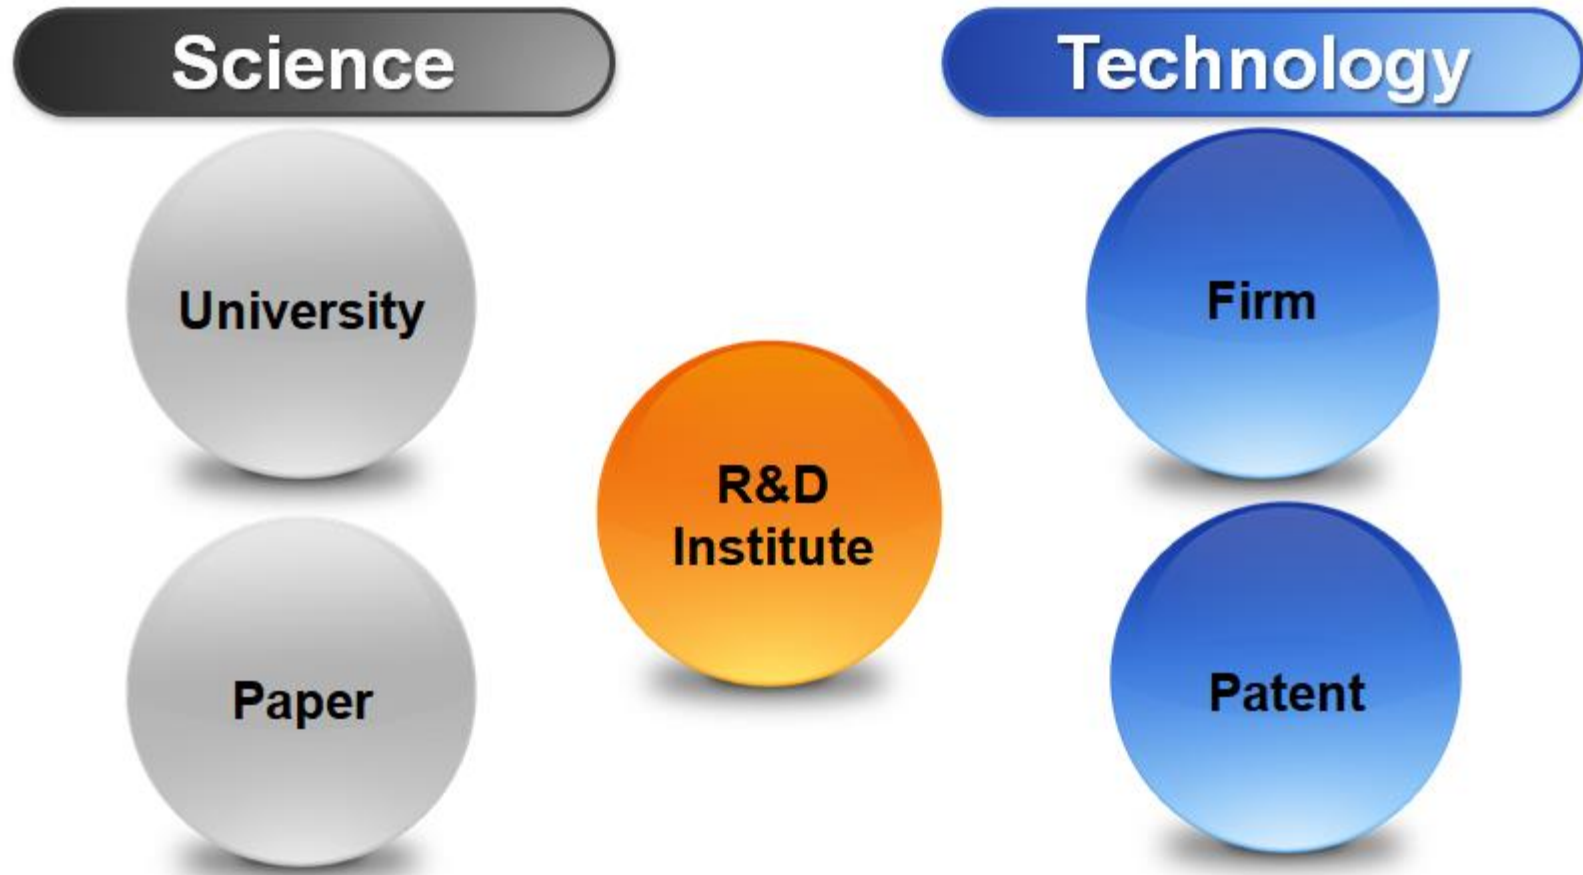 Science
Technology
University
Firm
R&D
Institute
Paper
Patent